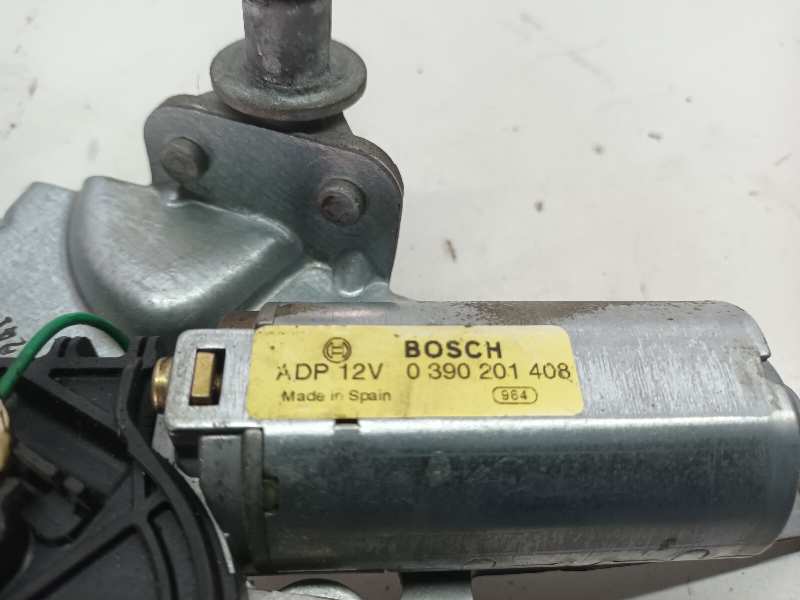 BOSCH
ADP 12V 0 390 201 408
Made in Spain 964